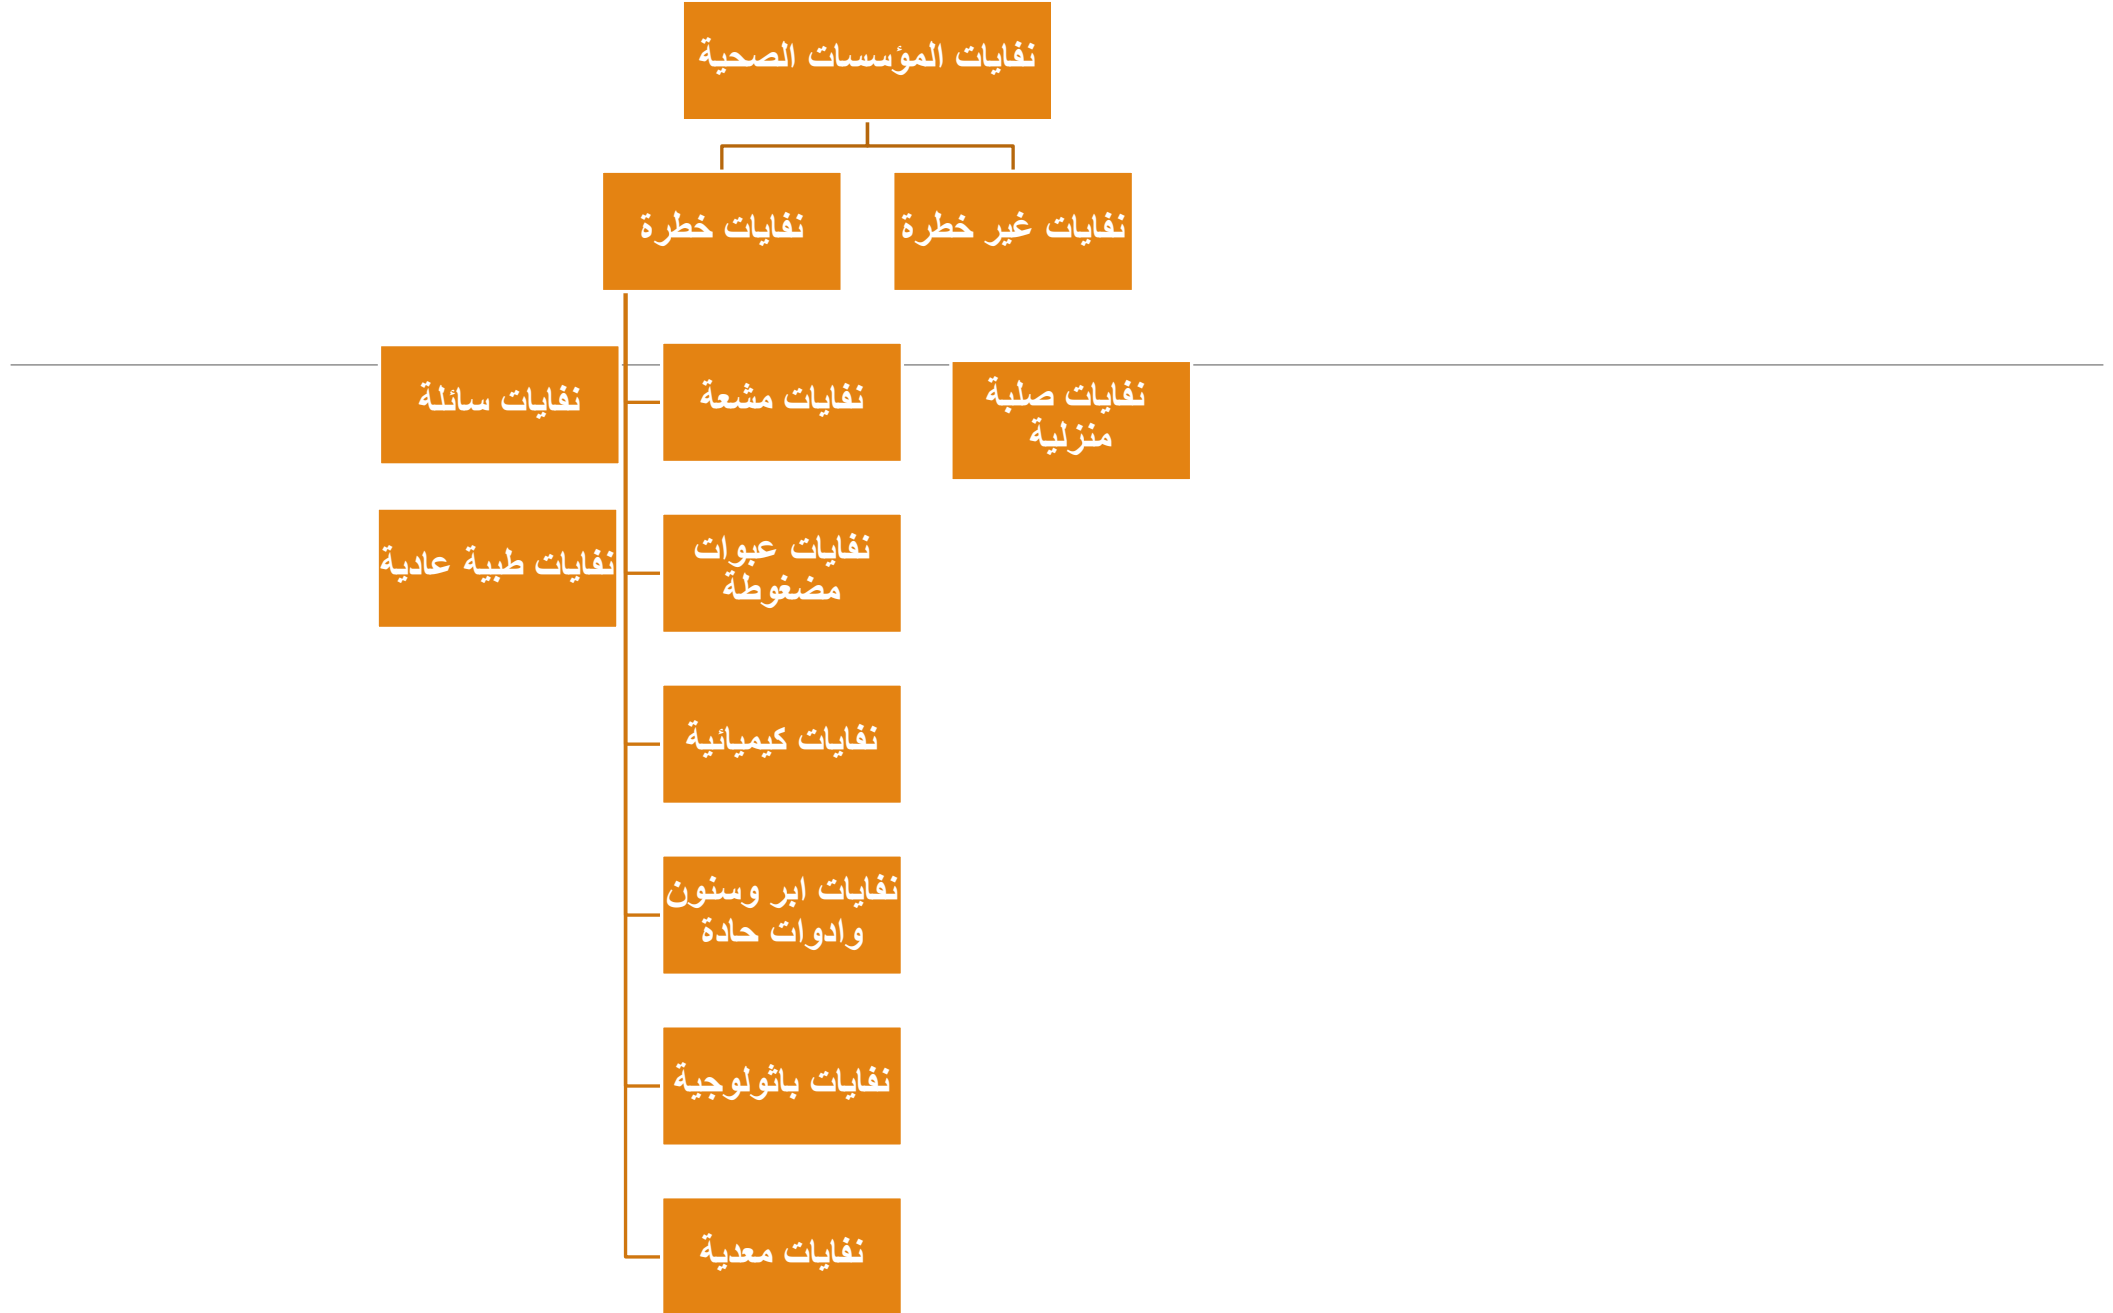 نفايات المؤسسات الصحية
نفايات غير خطرة
نفايات خطرة
نفايات صلبة
منزلية
نفايات مشعة
نفايات سائلة
نفايات عبوات
مضغوطة
نفايات طبية عادية
نفايات كيميائية
نفايات ابر وسنون
وادوات حادة
نفايات باثولوجية
نفايات معدية